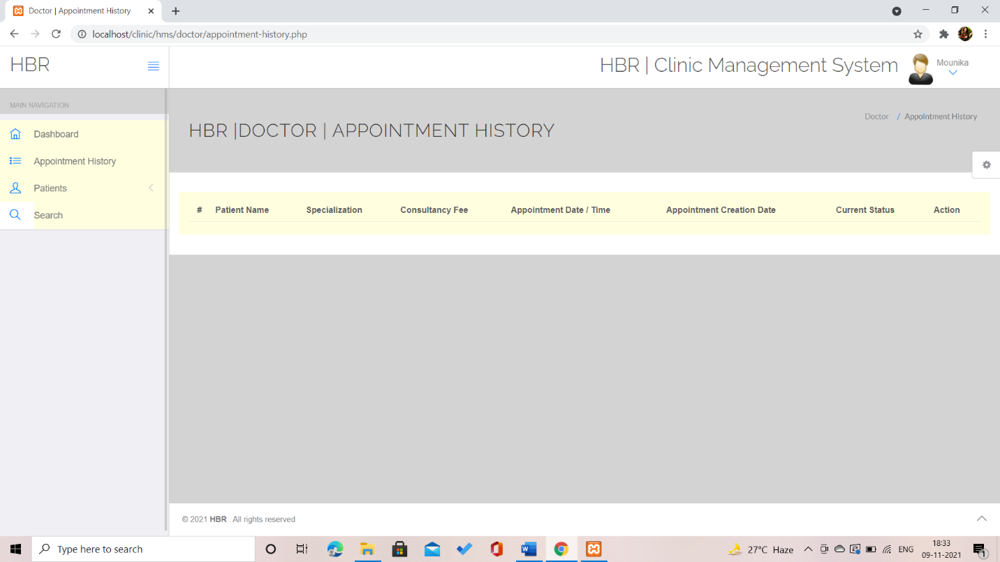 Doctor | Appointment History
localhost/clinic/hms/doctor/appointment-history.php
HBR
HBR | Clinic Management System
Mounika
MAIN NAVIGATION
Dashboard
Appointment History
Patients
Search
HBR |DOCTOR | APPOINTMENT HISTORY
Doctor / Appointment History
# Patient Name Specialization Consultancy Fee Appointment Date / Time Appointment Creation Date Current Status Action
© 2021 HBR . All rights reserved
Type here to search
27°C Haze
ENG
18:33
09-11-2021
1